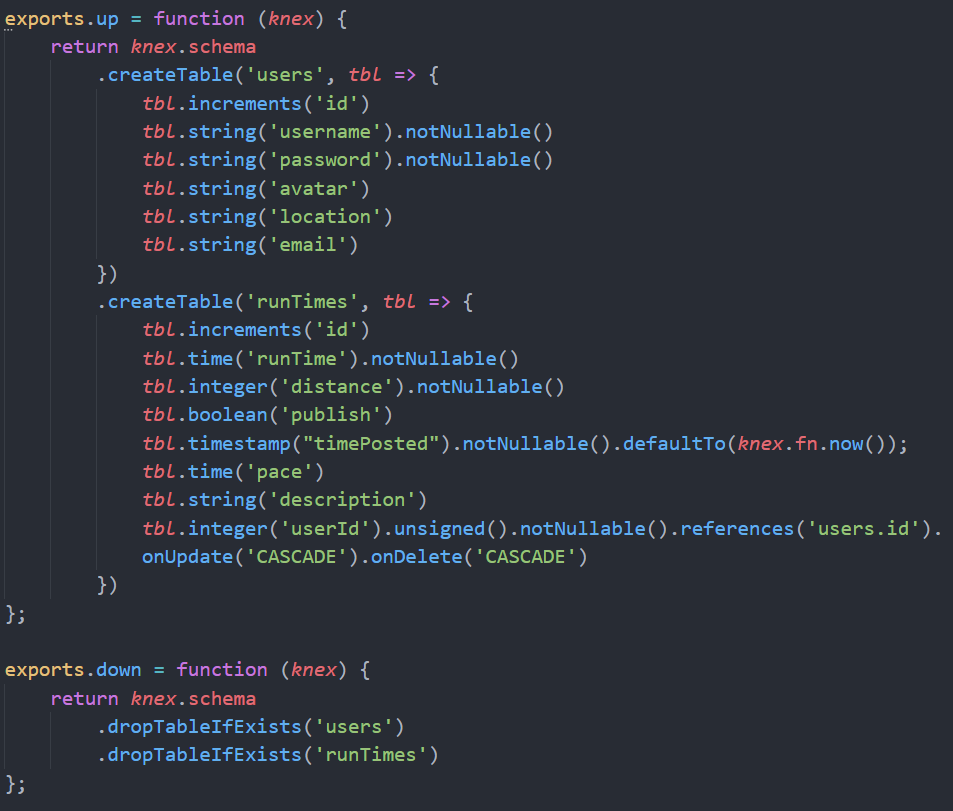 exports.up = function (knex) {
    return knex.schema
        .createTable('users', tbl => {
            tbl.increments('id')
            tbl.string('username').notNullable()
            tbl.string('password').notNullable()
            tbl.string('avatar')
            tbl.string('location')
            tbl.string('email')
        })
        .createTable('runTimes', tbl => {
            tbl.increments('id')
            tbl.time('runTime').notNullable()
            tbl.integer('distance').notNullable()
            tbl.boolean('publish')
            tbl.timestamp("timePosted").notNullable().defaultTo(knex.fn.now());
            tbl.time('pace')
            tbl.string('description')
            tbl.integer('userId').unsigned().notNullable().references('users.id').
            onUpdate('CASCADE').onDelete('CASCADE')
        })
};

exports.down = function (knex) {
    return knex.schema
        .dropTableIfExists('users')
        .dropTableIfExists('runTimes')
};